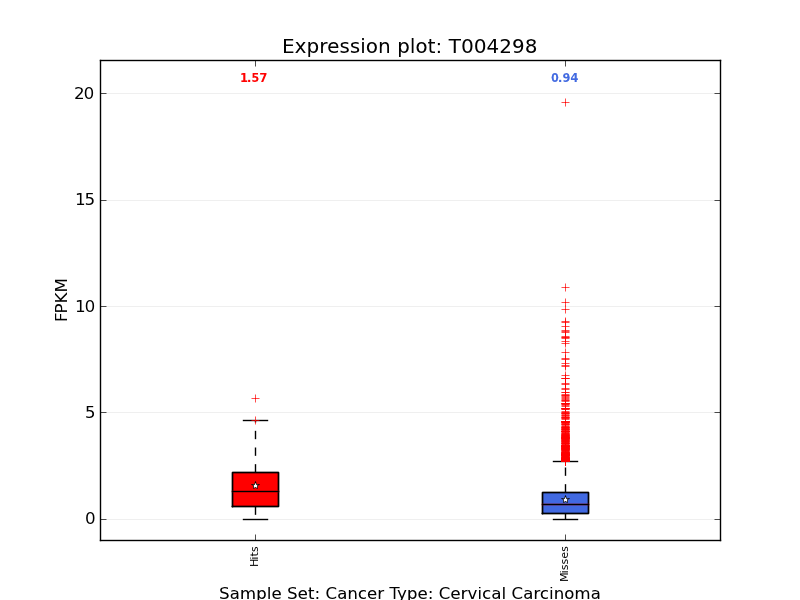 Expression plot: T004298
1.57
0.94
20
15
10
5
0
FPKM
Hits
Misses
Sample Set: Cancer Type: Cervical Carcinoma